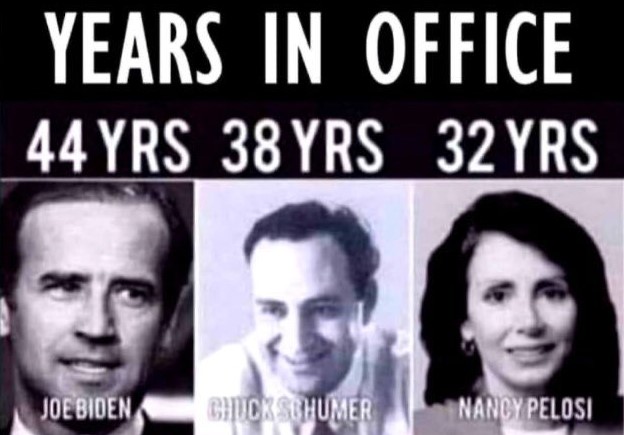 YEARS IN OFFICE
44 YRS 38 YRS 32 YRS
JOE BIDEN CHUCK SCHUMER NANCY PELOSI